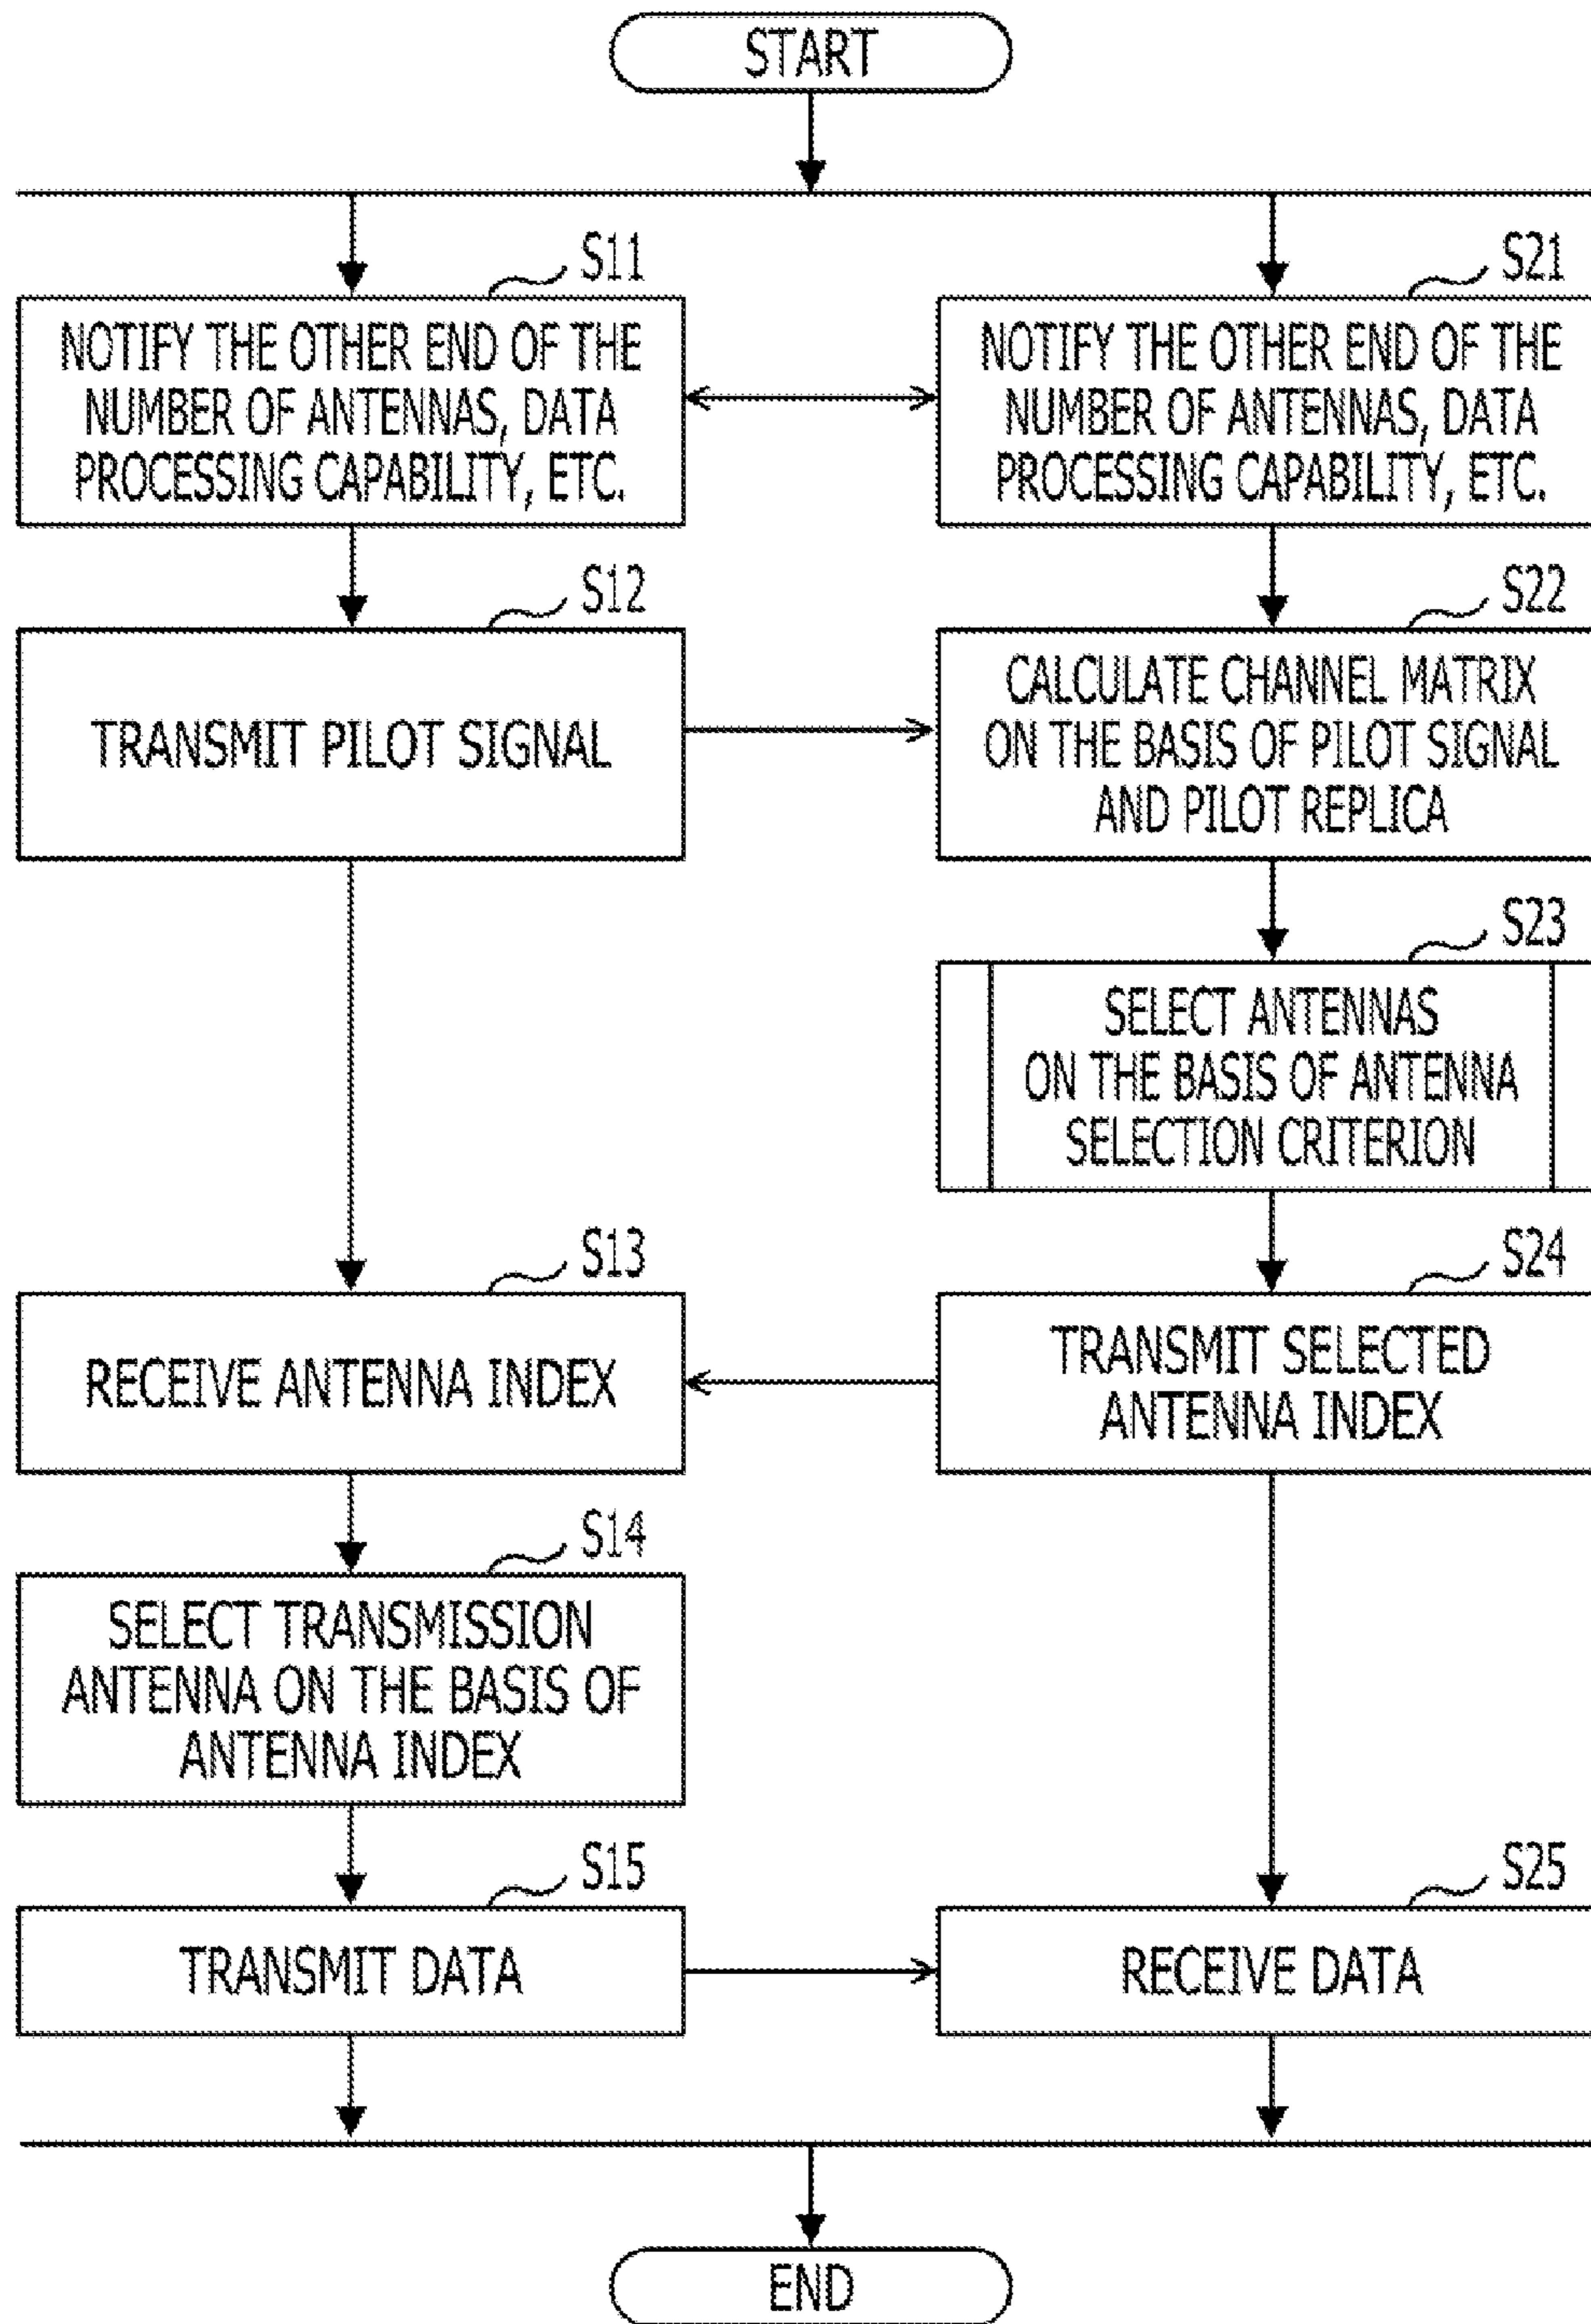 START
S11
NOTIFY THE OTHER END OF THE
NUMBER OF ANTENNAS, DATA
PROCESSING CAPABILITY, ETC.
S21
NOTIFY THE OTHER END OF THE
NUMBER OF ANTENNAS, DATA
PROCESSING CAPABILITY, ETC.
S12
TRANSMIT PILOT SIGNAL
S22
CALCULATE CHANNEL MATRIX
ON THE BASIS OF PILOT SIGNAL
AND PILOT REPLICA
S23
SELECT ANTENNAS
ON THE BASIS OF ANTENNA
SELECTION CRITERION
S13
RECEIVE ANTENNA INDEX
S24
TRANSMIT SELECTED
ANTENNA INDEX
S14
SELECT TRANSMISSION
ANTENNA ON THE BASIS OF
ANTENNA INDEX
S15
TRANSMIT DATA
S25
RECEIVE DATA
END